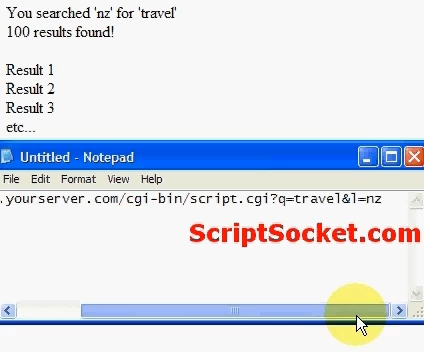 You searched 'nz' for 'travel'
100 results found!
Result 1
Result 2
Result 3
etc...
Untitled - Notepad
File Edit Format View Help
.yourserver.com/cgi-bin/script.cgi?q=travel&l=nz
ScriptSocket.com